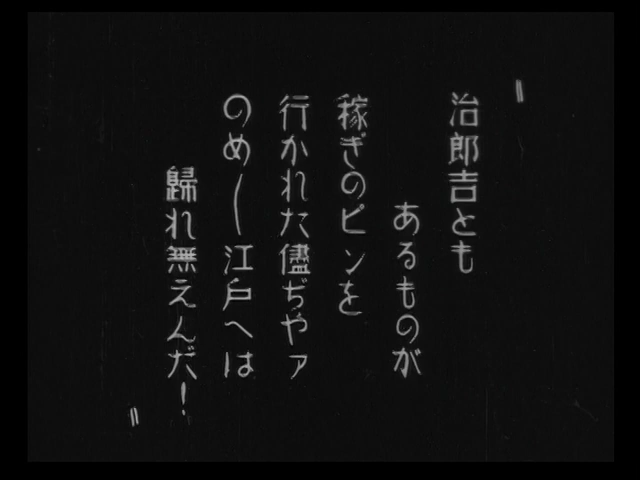 〝治郎吉とも
あるものが
稼ぎのピンを
行かれた儘ぢやァ
のめ〳〵江戸へは
歸れ無えんだ！〟